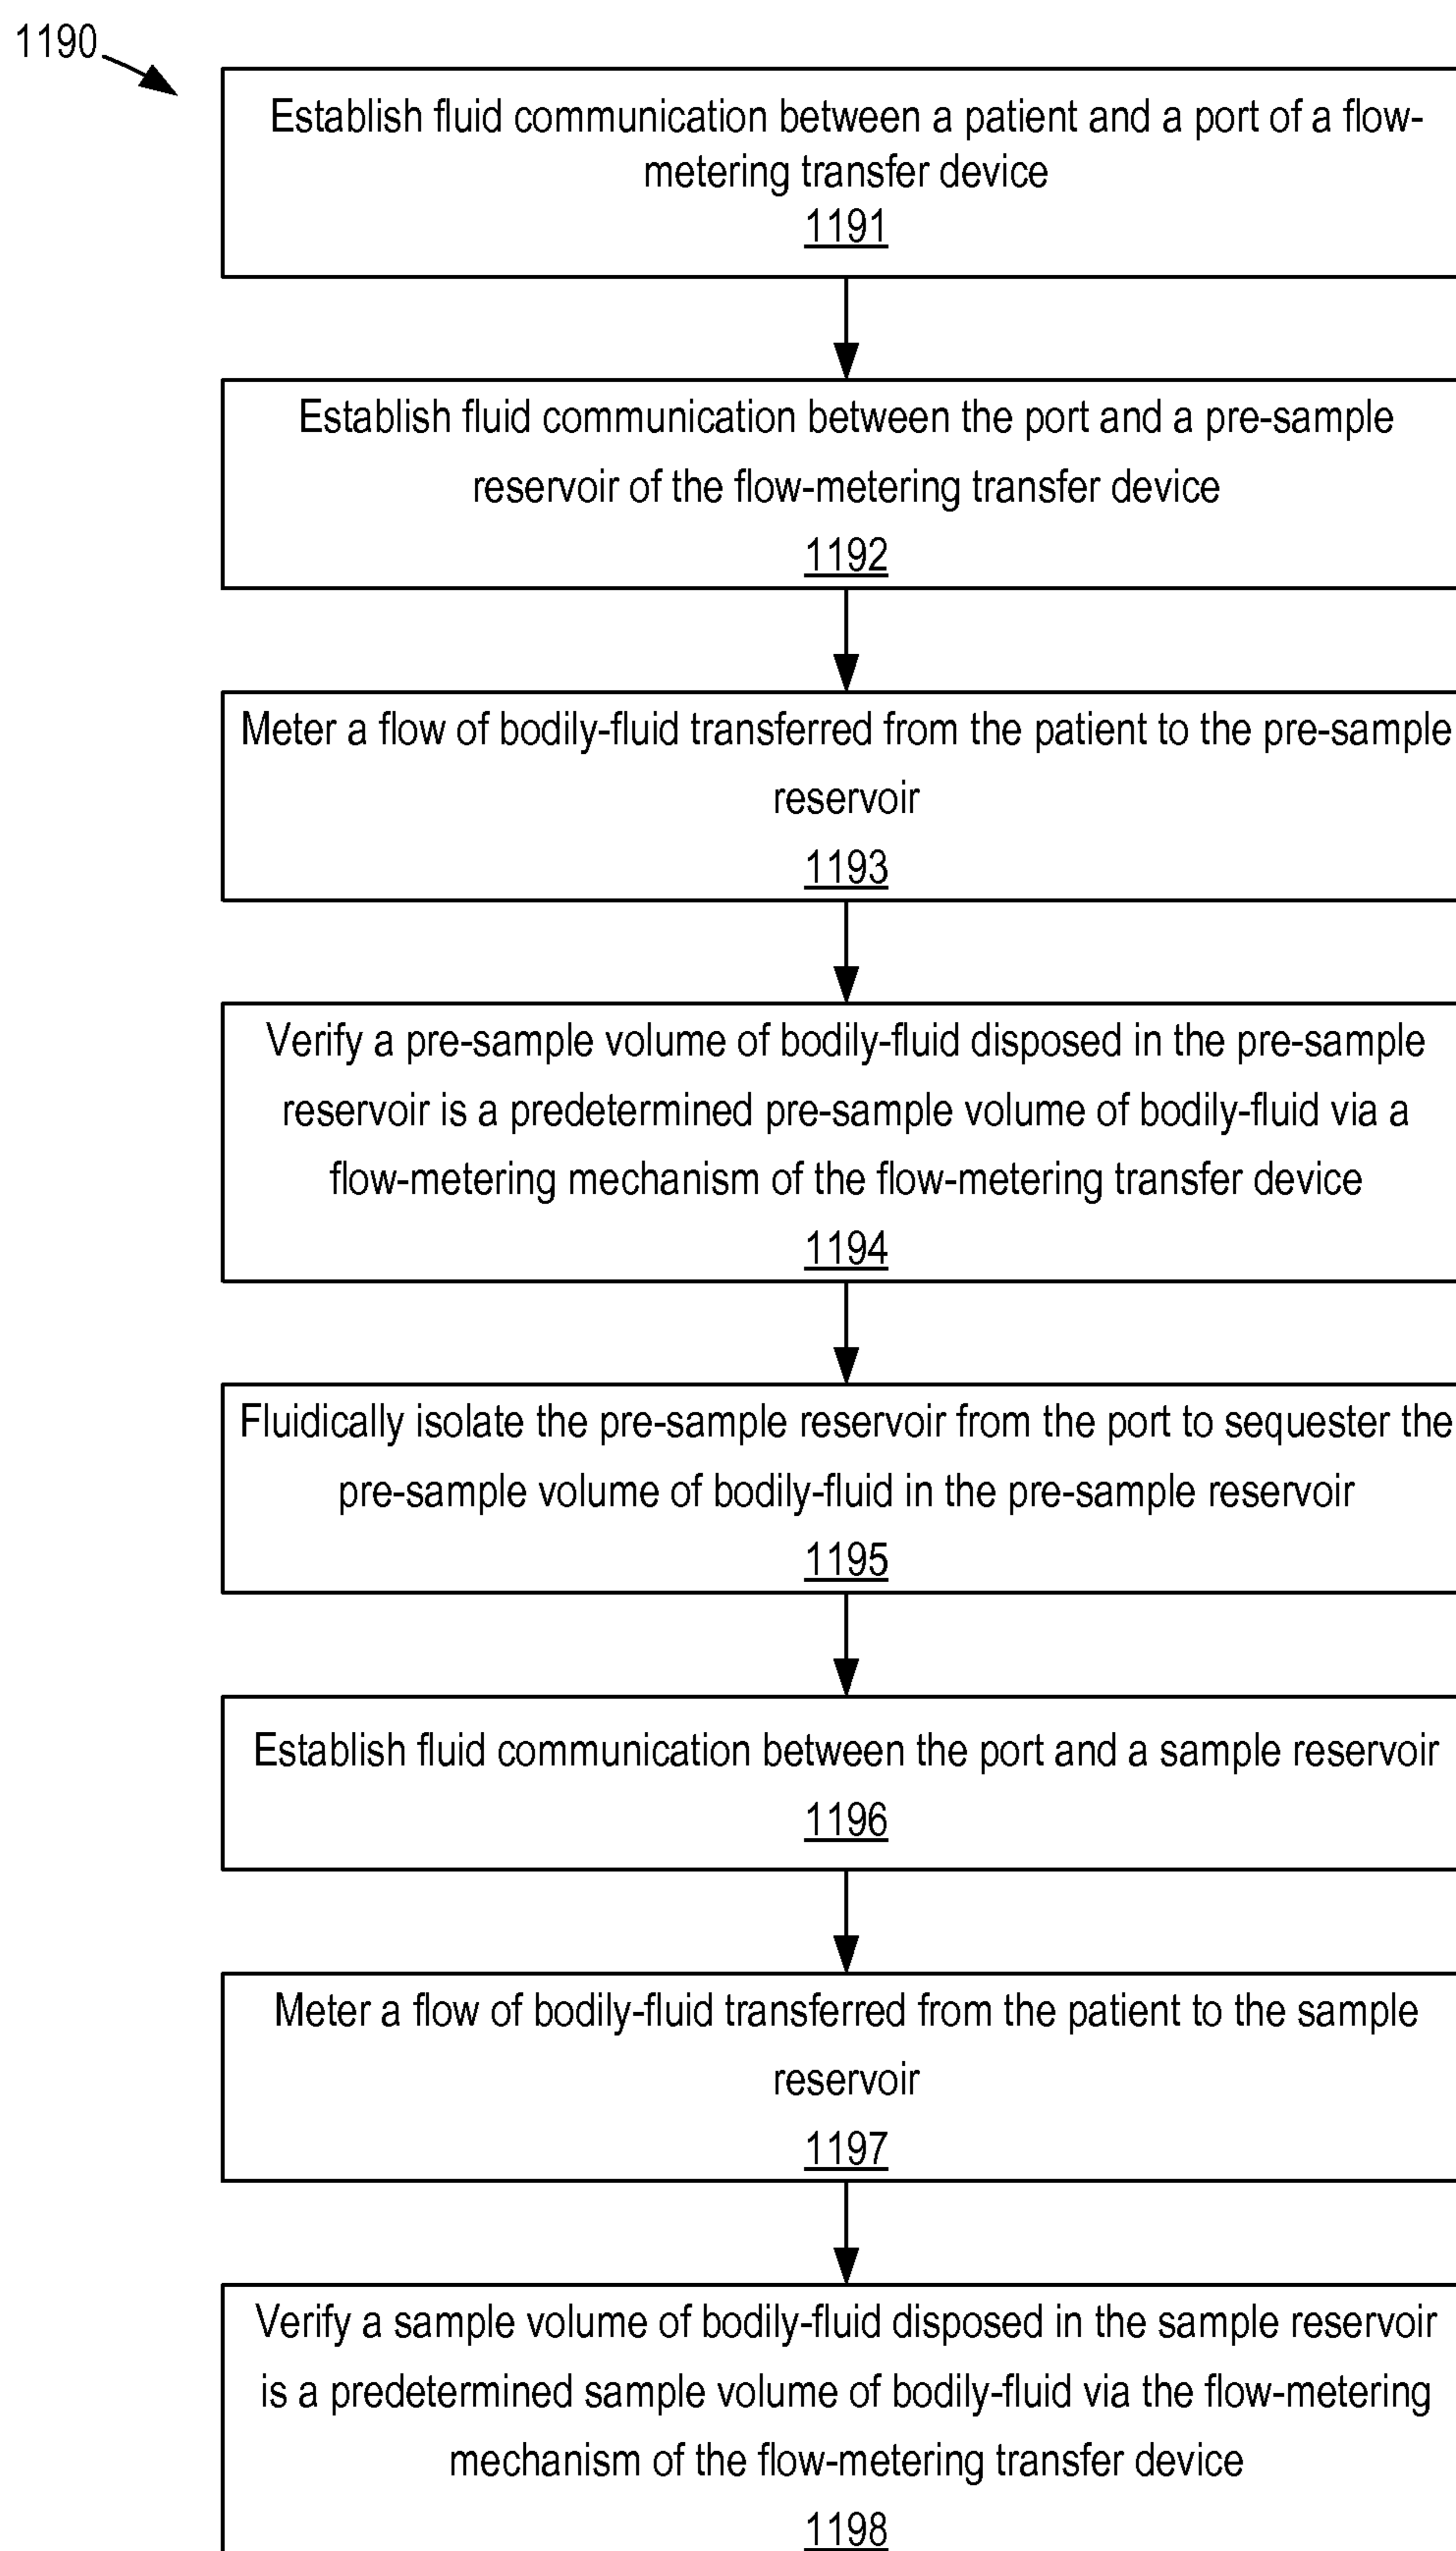 1190
Establish fluid communication between a patient and a port of a flow-
metering transfer device
1191
Establish fluid communication between the port and a pre-sample
reservoir of the flow-metering transfer device
1192
Meter a flow of bodily-fluid transferred from the patient to the pre-sample
reservoir
1193
Verify a pre-sample volume of bodily-fluid disposed in the pre-sample
reservoir is a predetermined pre-sample volume of bodily-fluid via a
flow-metering mechanism of the flow-metering transfer device
1194
Fluidically isolate the pre-sample reservoir from the port to sequester the
pre-sample volume of bodily-fluid in the pre-sample reservoir
1195
Establish fluid communication between the port and a sample reservoir
1196
Meter a flow of bodily-fluid transferred from the patient to the sample
reservoir
1197
Verify a sample volume of bodily-fluid disposed in the sample reservoir
is a predetermined sample volume of bodily-fluid via the flow-metering
mechanism of the flow-metering transfer device
1198